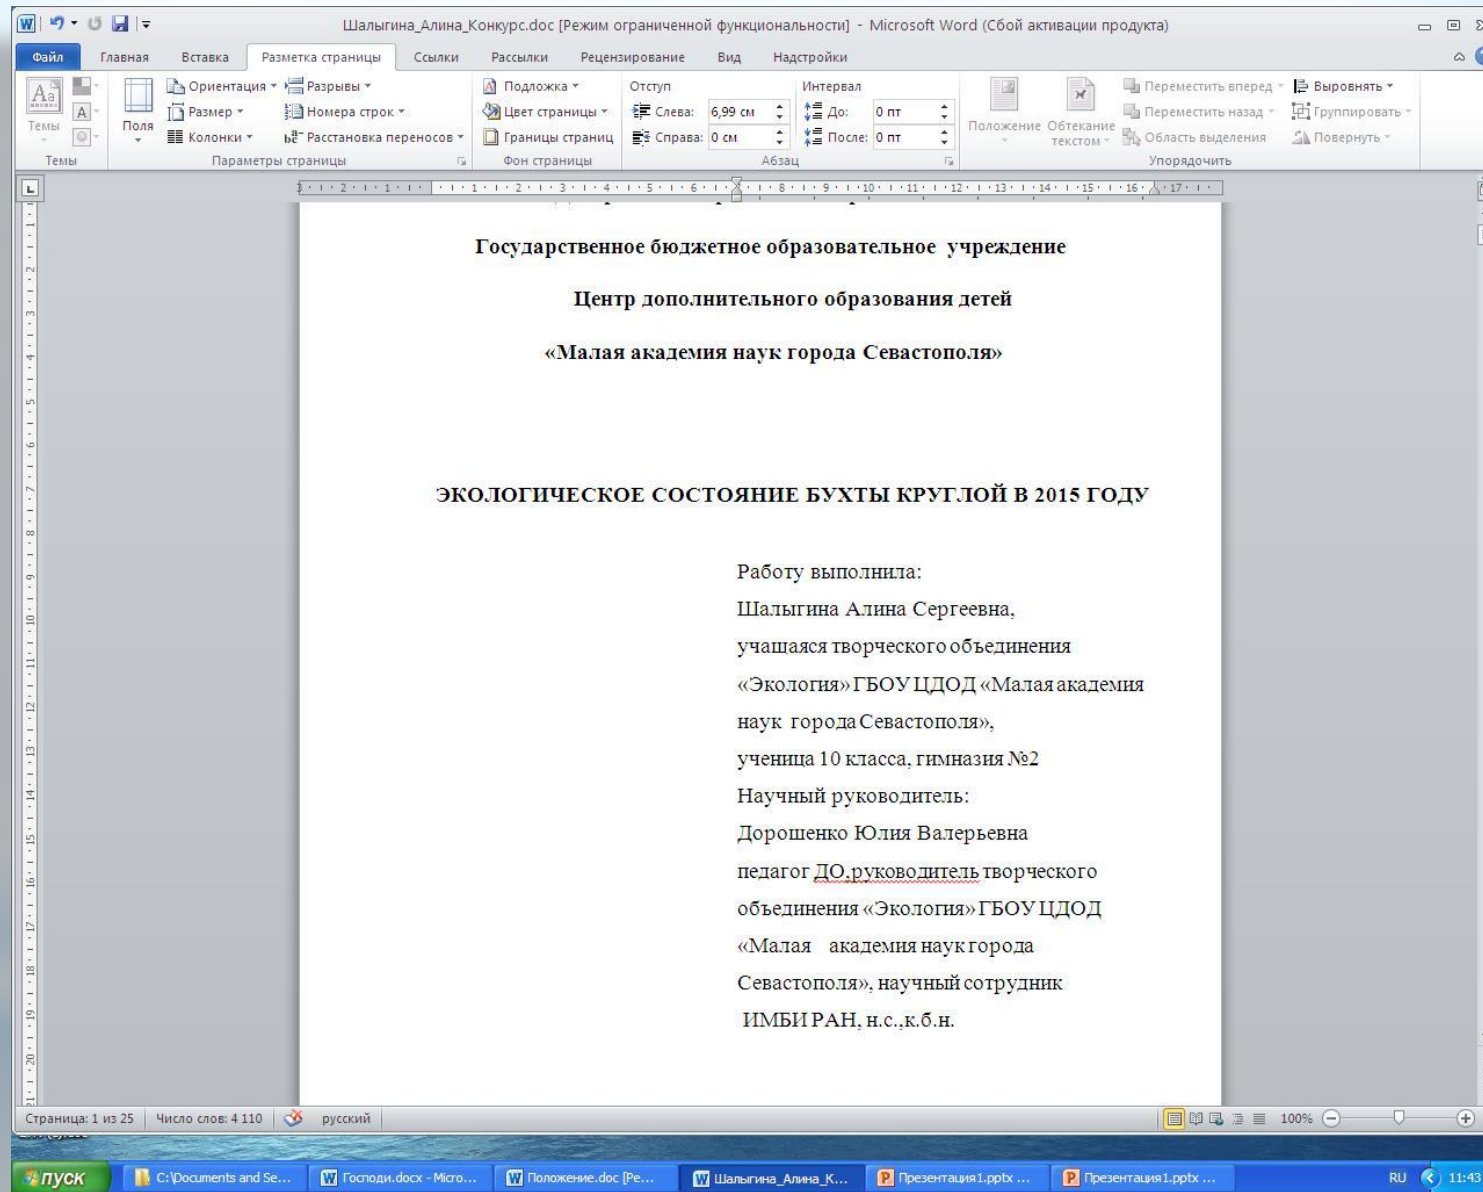 Шалыгина_Алина_Конкурс.doc [Режим ограниченной функциональности] - Microsoft Word (Сбой активации продукта)
Файл Главная Вставка Разметка страницы Ссылки Рассылки Рецензирование Вид Надстройки
Темы
Поля
Ориентация
Размер
Колонки
Разрывы
Номера строк
Расстановка переносов
Подложка
Цвет страницы
Границы страниц
Отступ
Слева: 6,99 см
Справа: 0 см
Интервал
До: 0 пт
После: 0 пт
Положение
Обтекание текстом
Переместить вперед
Переместить назад
Область выделения
Выровнять
Группировать
Повернуть
Темы Параметры страницы Фон страницы Абзац Упорядочить
Государственное бюджетное образовательное учреждение
Центр дополнительного образования детей
«Малая академия наук города Севастополя»
ЭКОЛОГИЧЕСКОЕ СОСТОЯНИЕ БУХТЫ КРУГЛОЙ В 2015 ГОДУ
Работу выполнила:
Шалыгина Алина Сергеевна,
учащаяся творческого объединения
«Экология» ГБОУ ЦДОД «Малая академия
наук города Севастополя»,
ученица 10 класса, гимназия №2
Научный руководитель:
Дорошенко Юлия Валерьевна
педагог ДО,руководитель творческого
объединения «Экология» ГБОУ ЦДОД
«Малая академия наук города
Севастополя», научный сотрудник
ИМБИ РАН, н.с.,к.б.н.
Страница: 1 из 25 Число слов: 4 110 русский 100%
пуск C:\Documents and Se... Господи.docx - Micro... Положение.doc [Ре... Шалыгина_Алина_К... Презентация1.pptx ... Презентация1.pptx ... RU